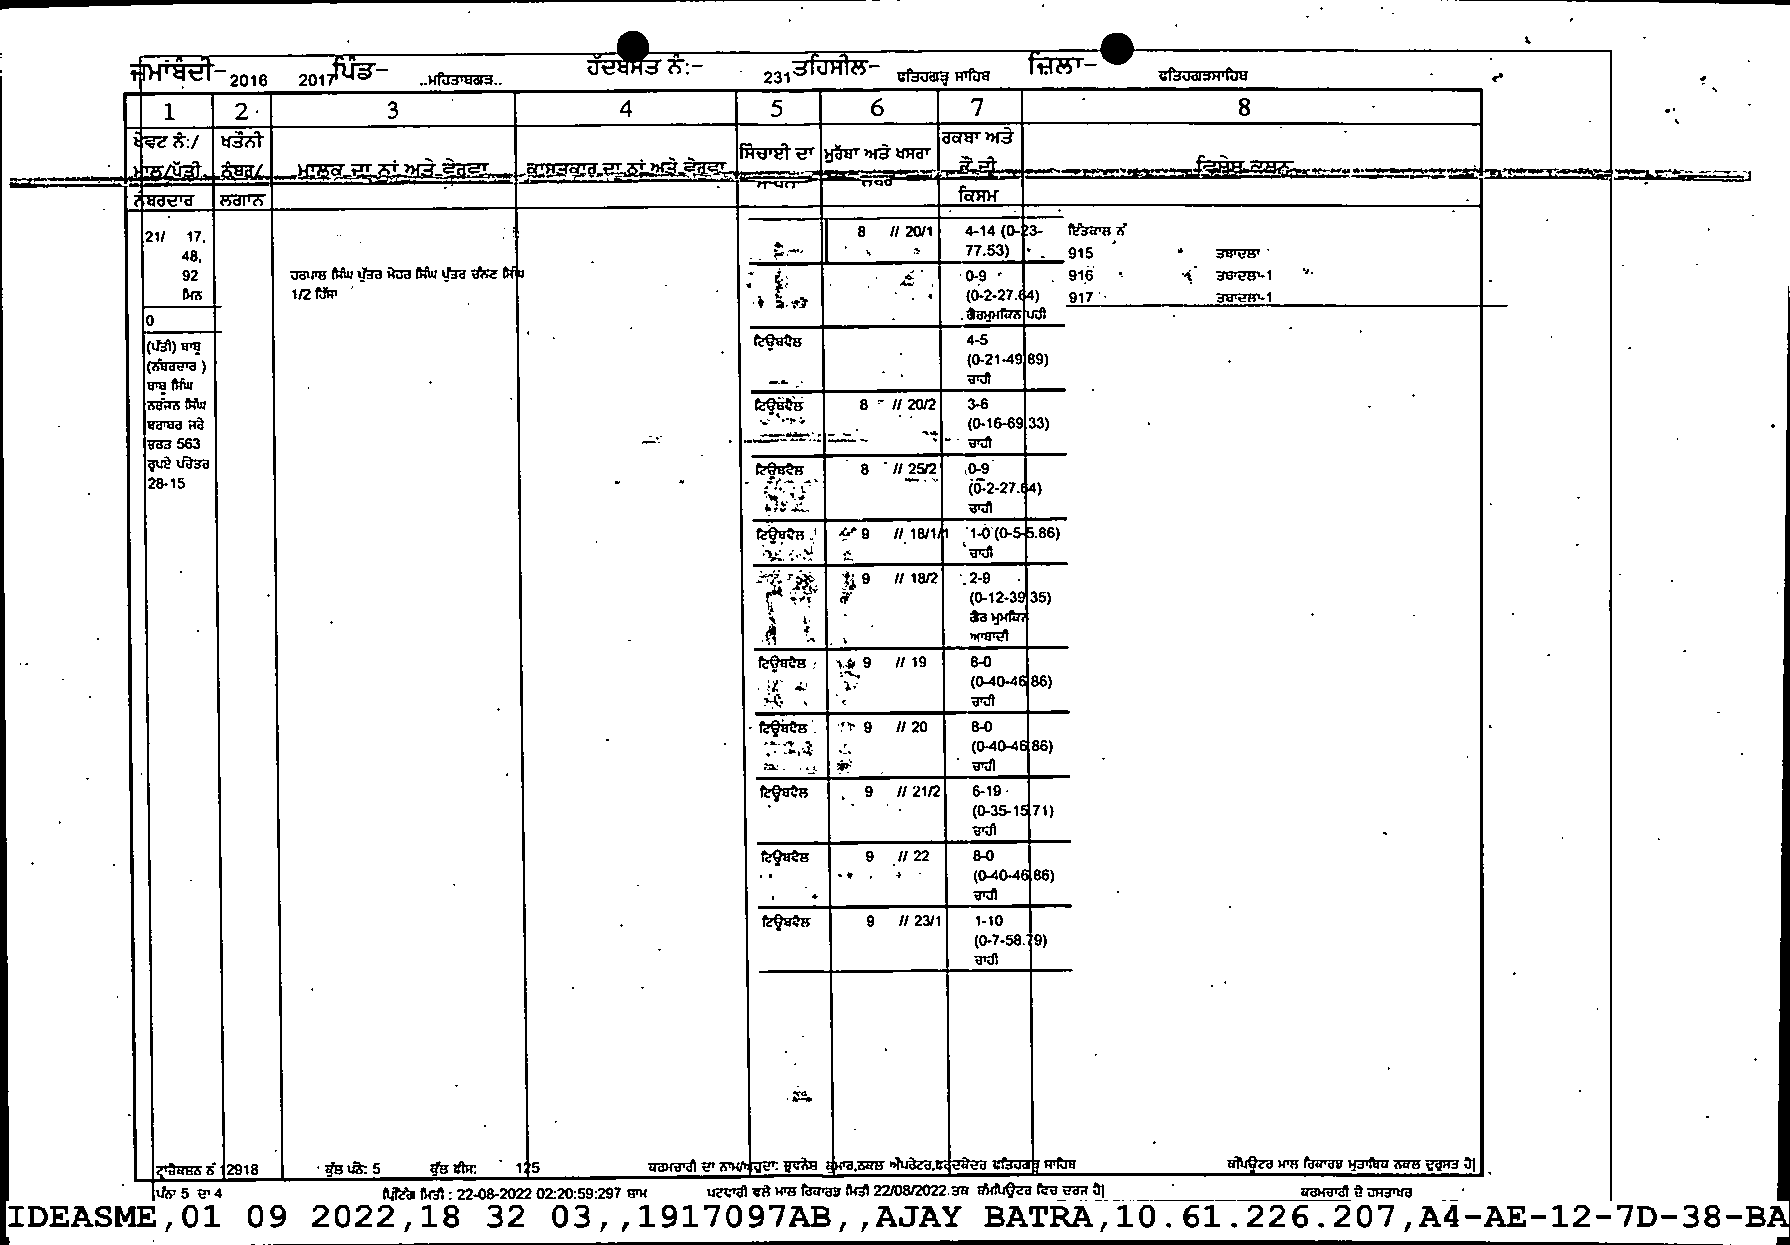 ਜਮਾਂਬੰਦੀ- 2016 2017 ਪਿੰਡ- ..ਮਹਿਤਾਬਗੜ.. ਹੱਦਬਸਤ ਨੰ:- 231 ਤਹਿਸੀਲ- ਫਤਿਹਗੜ੍ਹ ਸਾਹਿਬ ਜ਼ਿਲਾ- ਫਤਿਹਗੜਸਾਹਿਬ
1 2 3 4 5 6 7 8
ਖੇਵਟ ਨੰ:/ ਖਤੌਨੀ ਰਕਬਾ ਅਤੇ
ਮਾਲ/ਪੱਤੀ ਨੰਬਰ/ ਮਾਲਕ ਦਾ ਨਾਂ ਅਤੇ ਵੇਰਵਾ ਕਾਸ਼ਤਕਾਰ ਦਾ ਨਾਂ ਅਤੇ ਵੇਰਵਾ ਸਿੰਚਾਈ ਦਾ ਮੁਰੱਬਾ ਅਤੇ ਖਸਰਾ
ਨੰਬਰਦਾਰ ਲਗਾਨ ਕਿਸਮ
21/ 17, 8 // 20/1 4-14 (0-23- ਇੰਤਕਾਲ ਨੰ
48, 77.53) 915 ਤਬਾਦਲਾ
92 ਹਰਪਾਲ ਸਿੰਘ ਪੁੱਤਰ ਮੇਹਰ ਸਿੰਘ ਪੁੱਤਰ ਚੰਨਣ ਸਿੰਘ 0-9 916 ਤਬਾਦਲਾ-1
ਮਿਨ 1/2 ਹਿੱਸਾ (0-2-27.64) 917 ਤਬਾਦਲਾ-1
0 ਗੈਰਮੁਮਕਿਨ ਪਹੀ
(ਪੱਤੀ) ਬਾਬੂ ਟਿਊਬਵੈਲ 4-5
(ਨੰਬਰਦਾਰ ) (0-21-49.89)
ਬਾਬੂ ਸਿੰਘ ਚਾਹੀ
ਨਰੰਜਨ ਸਿੰਘ ਟਿਊਬਵੈਲ 8 // 20/2 3-6
ਬਰਾਬਰ ਜਰੇ (0-16-69.33)
ਚਰਤ 563 ਚਾਹੀ
ਰੁਪਏ ਪਹੋਤਰ ਟਿਊਬਵੈਲ 8 // 25/2 0-9
28-15 (0-2-27.64)
ਚਾਹੀ
ਟਿਊਬਵੈਲ 9 // 18/1/1 1-0 (0-5-5.86)
ਚਾਹੀ
9 // 18/2 2-9
(0-12-39.35)
ਗੈਰ ਮੁਮਕਿਨ
ਆਬਾਦੀ
ਟਿਊਬਵੈਲ 9 // 19 8-0
(0-40-46.86)
ਚਾਹੀ
ਟਿਊਬਵੈਲ 9 // 20 8-0
(0-40-46.86)
ਚਾਹੀ
ਟਿਊਬਵੈਲ 9 // 21/2 6-19
(0-35-15.71)
ਚਾਹੀ
ਟਿਊਬਵੈਲ 9 // 22 8-0
(0-40-46.86)
ਚਾਹੀ
ਟਿਊਬਵੈਲ 9 // 23/1 1-10
(0-7-58.79)
ਚਾਹੀ
ਟ੍ਰਾਂਜੈਕਸ਼ਨ ਨੰ 12918 ਕੁੱਲ ਪੰਨੇ: 5 ਕੁੱਲ ਫੀਸ: 125 ਕਰਮਚਾਰੀ ਦਾ ਨਾਮ/ਅਹੁਦਾ: ਭੁਵਨੇਸ਼ ਕੁਮਾਰ,ਨਕਲ ਅੋਪਰੇਟਰ,ਫਰਦਕੇਂਦਰ ਫਤਿਹਗੜ੍ਹ ਸਾਹਿਬ ਕੰਪਿਊਟਰ ਮਾਲ ਰਿਕਾਰਡ ਮੁਤਾਬਿਕ ਨਕਲ ਦੁਰੁਸਤ ਹੈ|
ਪੰਨਾ 5 ਦਾ 4 ਪ੍ਰਿੰਟਿੰਗ ਮਿਤੀ : 22-08-2022 02:20:59:297 ਸ਼ਾਮ ਪਟਵਾਰੀ ਵਲੋ ਮਾਲ ਰਿਕਾਰਡ ਮਿਤੀ 22/08/2022 ਤਕ ਕੰਮਪਿਊਟਰ ਵਿਚ ਦਰਜ ਹੈ| ਕਰਮਚਾਰੀ ਦੇ ਹਸਤਾਖਰ
IDEASME,01 09 2022,18 32 03,,1917097AB,,AJAY BATRA,10.61.226.207,A4-AE-12-7D-38-BA